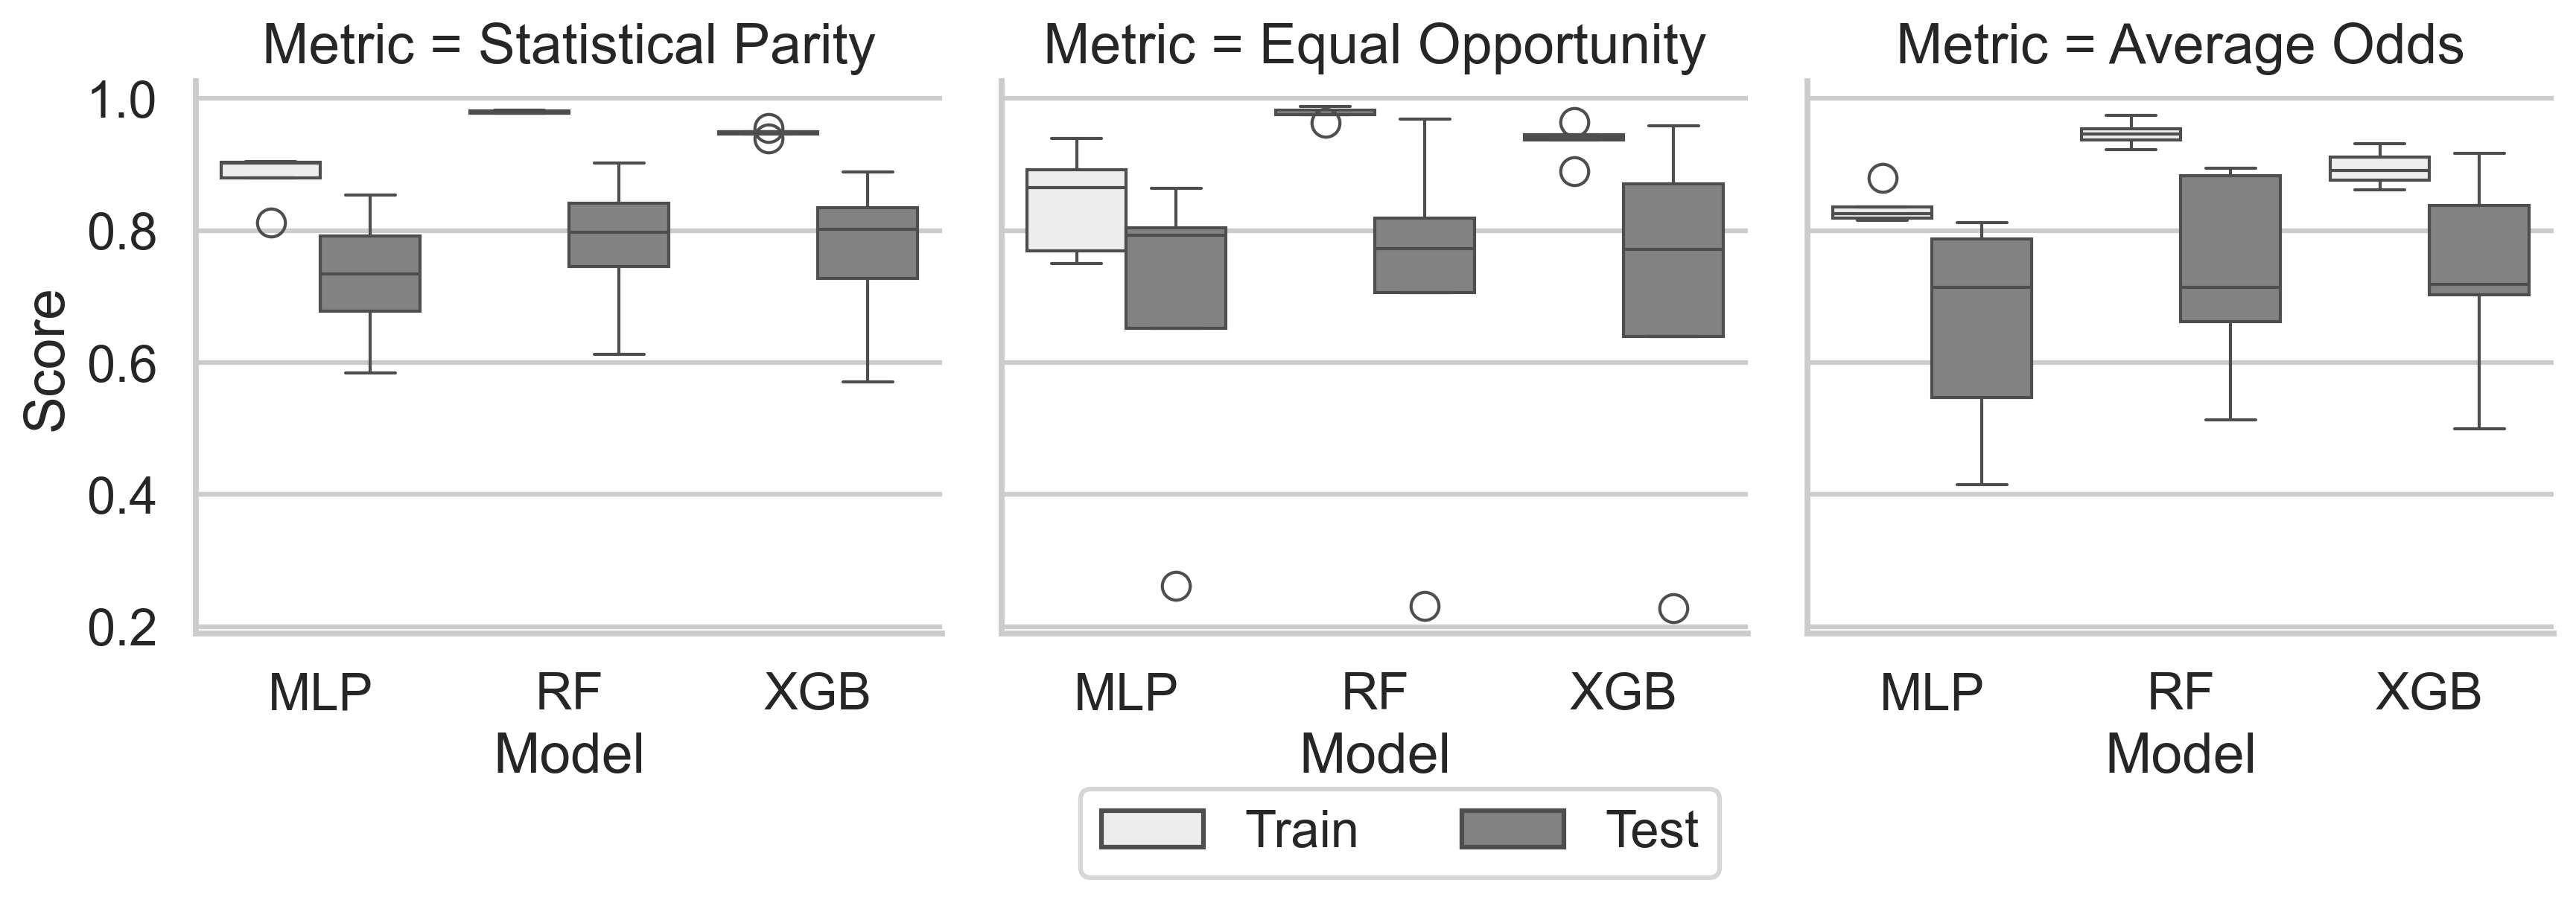 Metric = Statistical Parity
Metric = Equal Opportunity
Metric = Average Odds
Score
1.0
0.8
0.6
0.4
0.2
MLP RF XGB
MLP RF XGB
MLP RF XGB
Model
Model
Model
Train Test